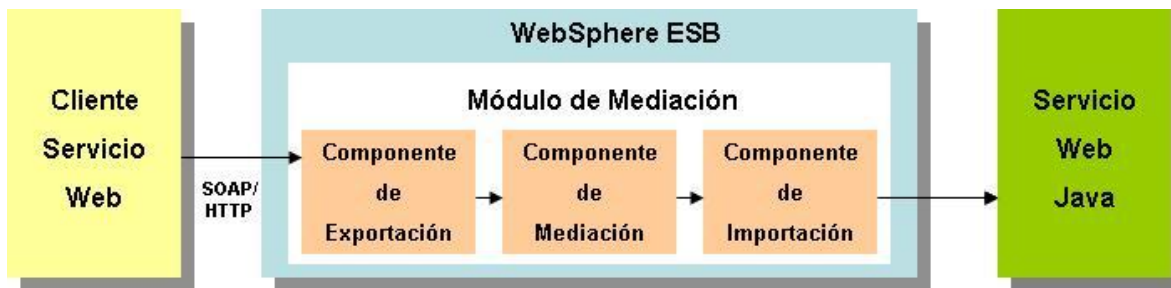 WebSphere ESB
Cliente
Servicio
Web
SOAP/
HTTP
Módulo de Mediación
Componente
de
Exportación
Componente
de
Mediación
Componente
de
Importación
Servicio
Web
Java